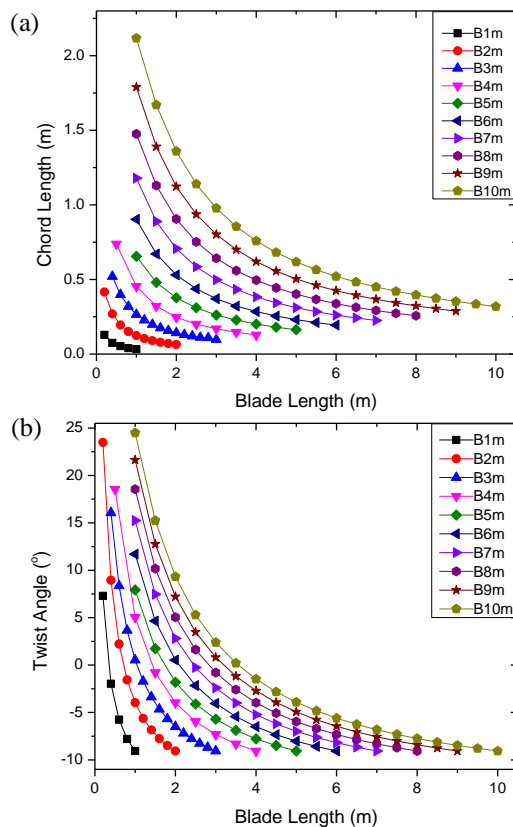 (a)
Chord Length (m)
2.0
1.5
1.0
0.5
0.0
0
2
4
6
8
10
Blade Length (m)
B1m
B2m
B3m
B4m
B5m
B6m
B7m
B8m
B9m
B10m
(b)
Twist Angle (°)
25
20
15
10
5
0
-5
-10
0
2
4
6
8
10
Blade Length (m)
B1m
B2m
B3m
B4m
B5m
B6m
B7m
B8m
B9m
B10m